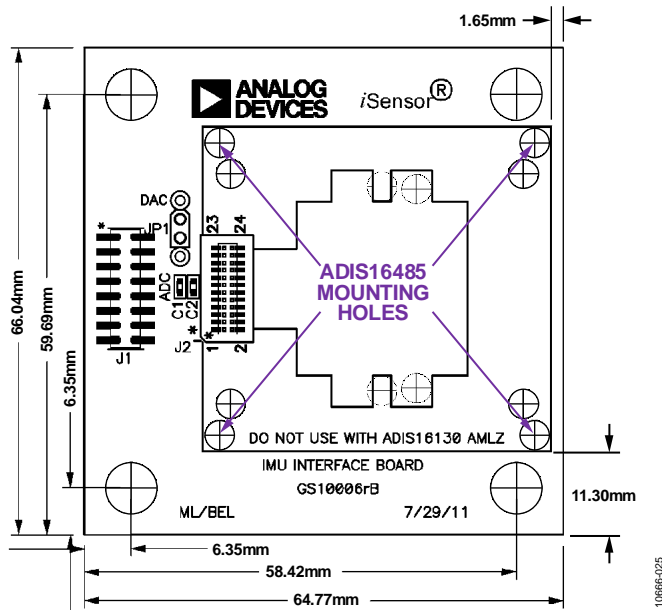 1.65mm
ANALOG
DEVICES
iSensor®
DAC
JP1
23 24
ADC
C1
C2
*
*
J1
J2
1
2
ADIS16485
MOUNTING
HOLES
66.04mm
59.69mm
6.35mm
DO NOT USE WITH ADIS16130 AMLZ
IMU INTERFACE BOARD
GS10006rB
ML/BEL
7/29/11
11.30mm
6.35mm
58.42mm
64.77mm
10666-025